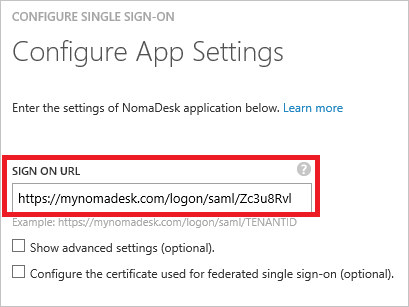 CONFIGURE SINGLE SIGN-ON
Configure App Settings
Enter the settings of NomaDesk application below. Learn more
SIGN ON URL
?
https://mynomadesk.com/logon/saml/Zc3u8Rvl
Example: https://mynomadesk.com/logon/saml/TENANTID
Show advanced settings (optional).
Configure the certificate used for federated single sign-on (optional).